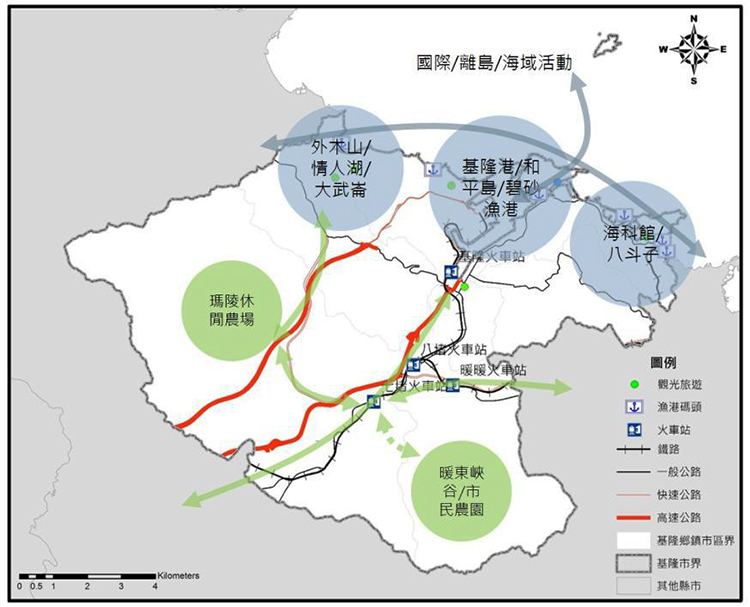 N
W
E
S
國際/離島/海域活動
外木山/
情人湖/
大武崙
基隆港/和
平島/碧砂
漁港
海科館/
八斗子
基隆火車站
瑪陵休
閒農場
八堵火車站
暖暖火車站
七堵火車站
暖東峽
谷/市
民農園
圖例
觀光旅遊
漁港碼頭
火車站
鐵路
一般公路
快速公路
高速公路
基隆鄉鎮市區界
基隆市界
其他縣市
Kilometers
0 0.5 1 2 3 4